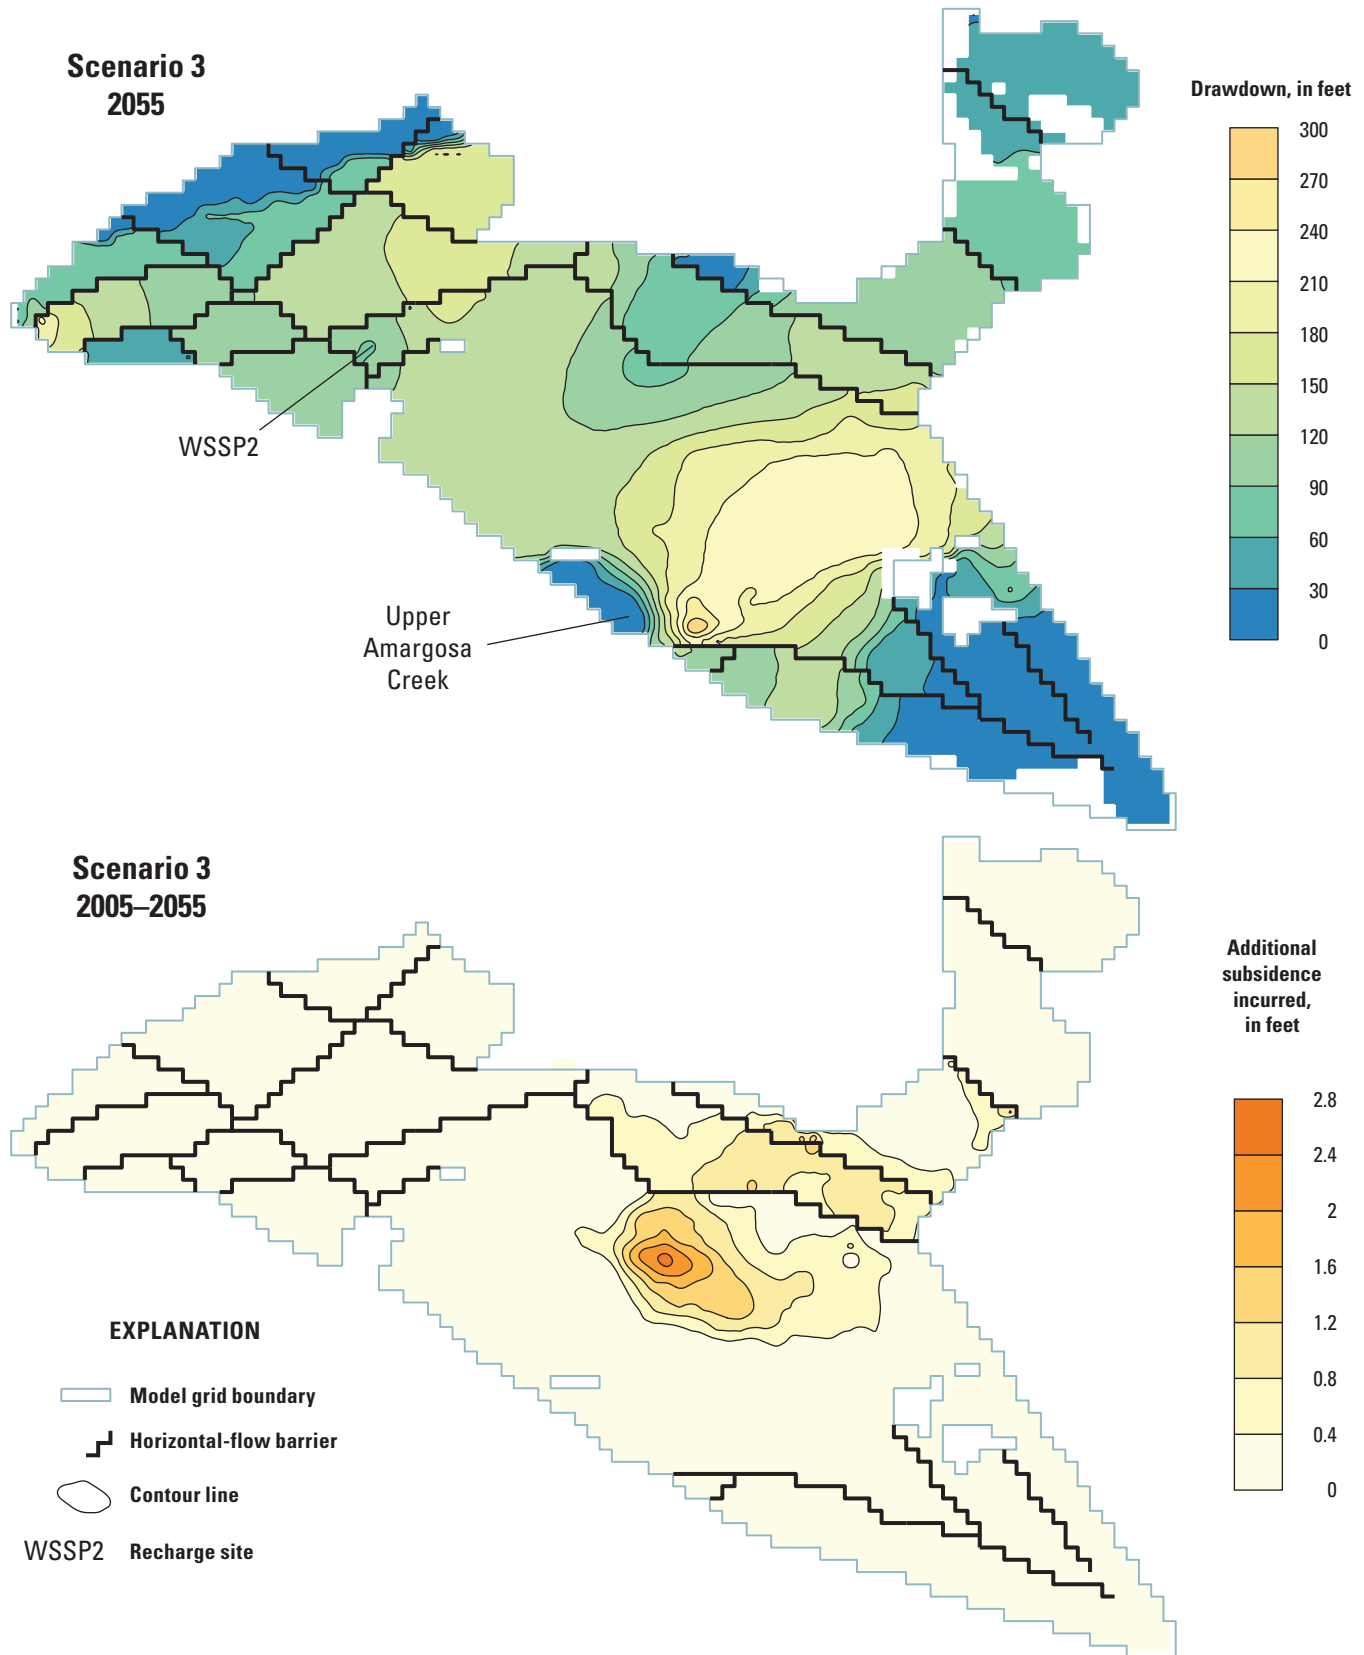 Scenario 3
2055
Drawdown, in feet
300
270
240
210
180
150
120
90
60
30
0
WSSP2
Upper
Amargosa
Creek
Scenario 3
2005–2055
Additional
subsidence
incurred,
in feet
2.8
2.4
2
1.6
1.2
0.8
0.4
0
EXPLANATION
Model grid boundary
Horizontal-flow barrier
Contour line
WSSP2 Recharge site